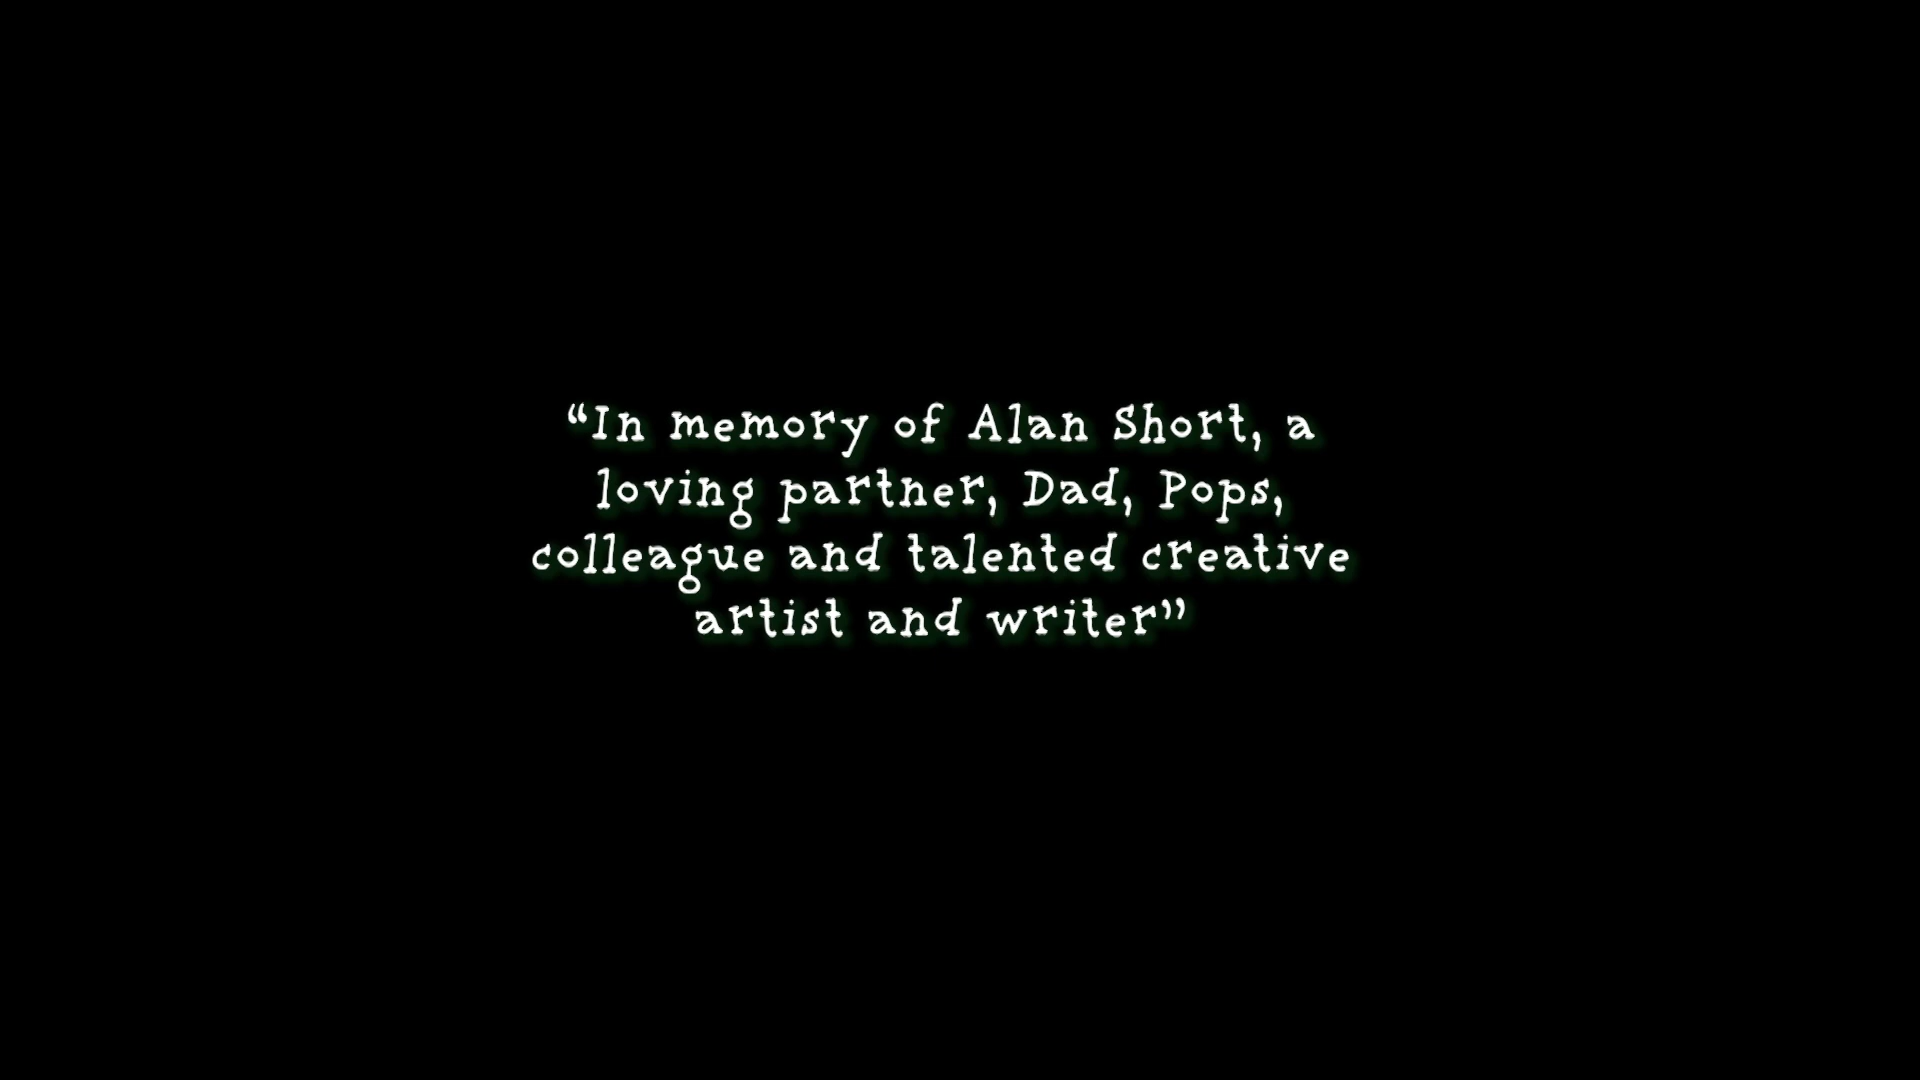 “In memory of Alan Short, a
loving partner, Dad, Pops,
colleague and talented creative
artist and writer”